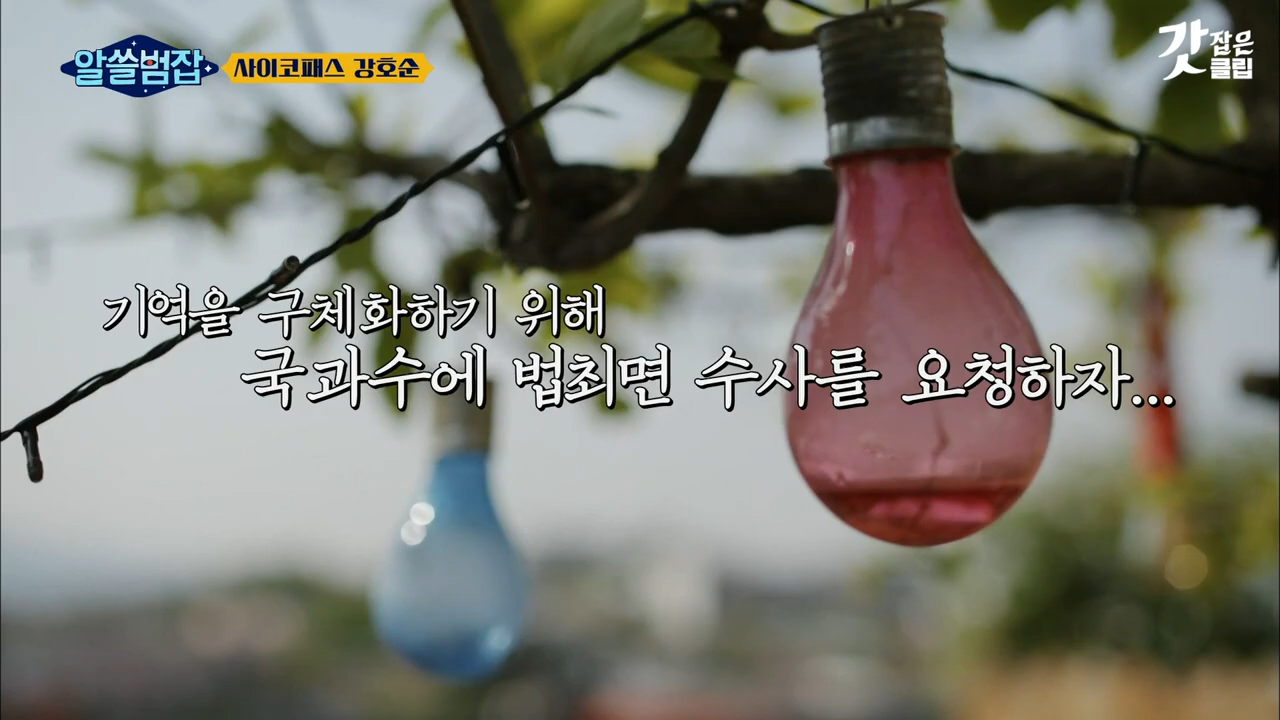 알쓸범잡
사이코패스 강호순
갓
잡은
클립
기억을 구체화하기 위해
국과수에 법최면 수사를 요청하자...